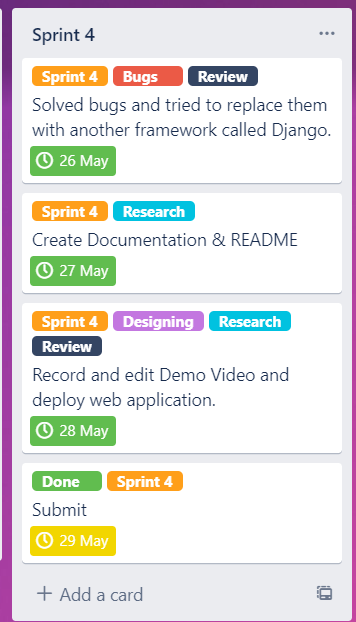 Sprint 4
Sprint 4 Bugs Review
Solved bugs and tried to replace them
with another framework called Django.
26 May
Sprint 4 Research
Create Documentation & README
27 May
Sprint 4 Designing Research
Review
Record and edit Demo Video and
deploy web application.
28 May
Done Sprint 4
Submit
29 May
Add a card